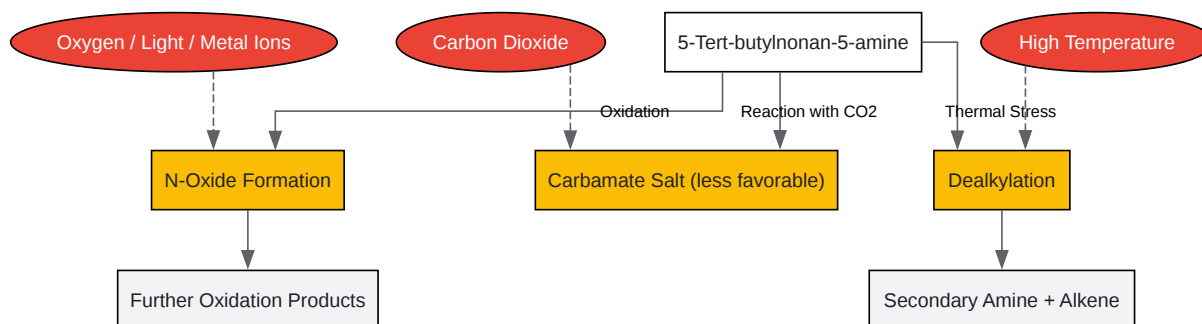 Oxygen / Light / Metal Ions
Carbon Dioxide
5-Tert-butylnonan-5-amine
High Temperature
Oxidation
Reaction with CO2
Thermal Stress
N-Oxide Formation
Carbamate Salt (less favorable)
Dealkylation
Further Oxidation Products
Secondary Amine + Alkene